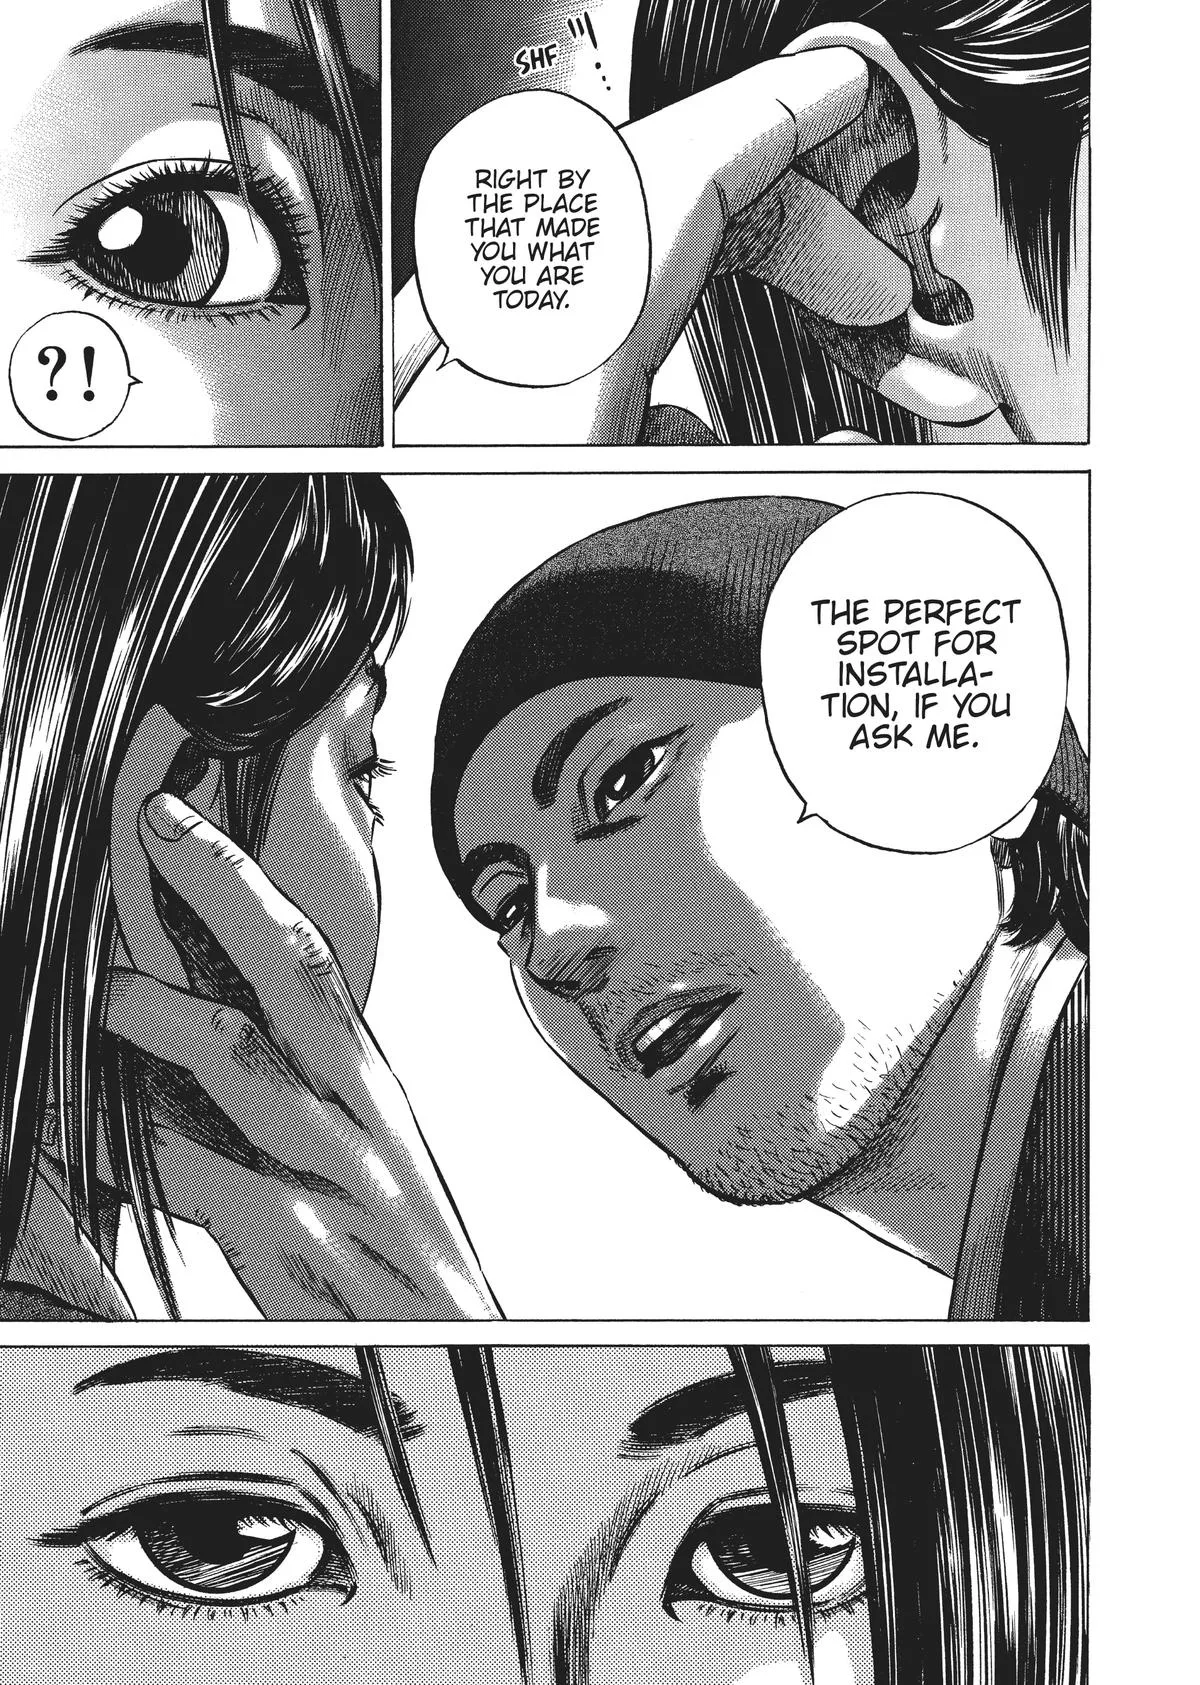 SHF
RIGHT BY
THE PLACE
THAT MADE
YOU WHAT
YOU ARE
TODAY.
?!
THE PERFECT
SPOT FOR
INSTALLA-
TION, IF YOU
ASK ME.